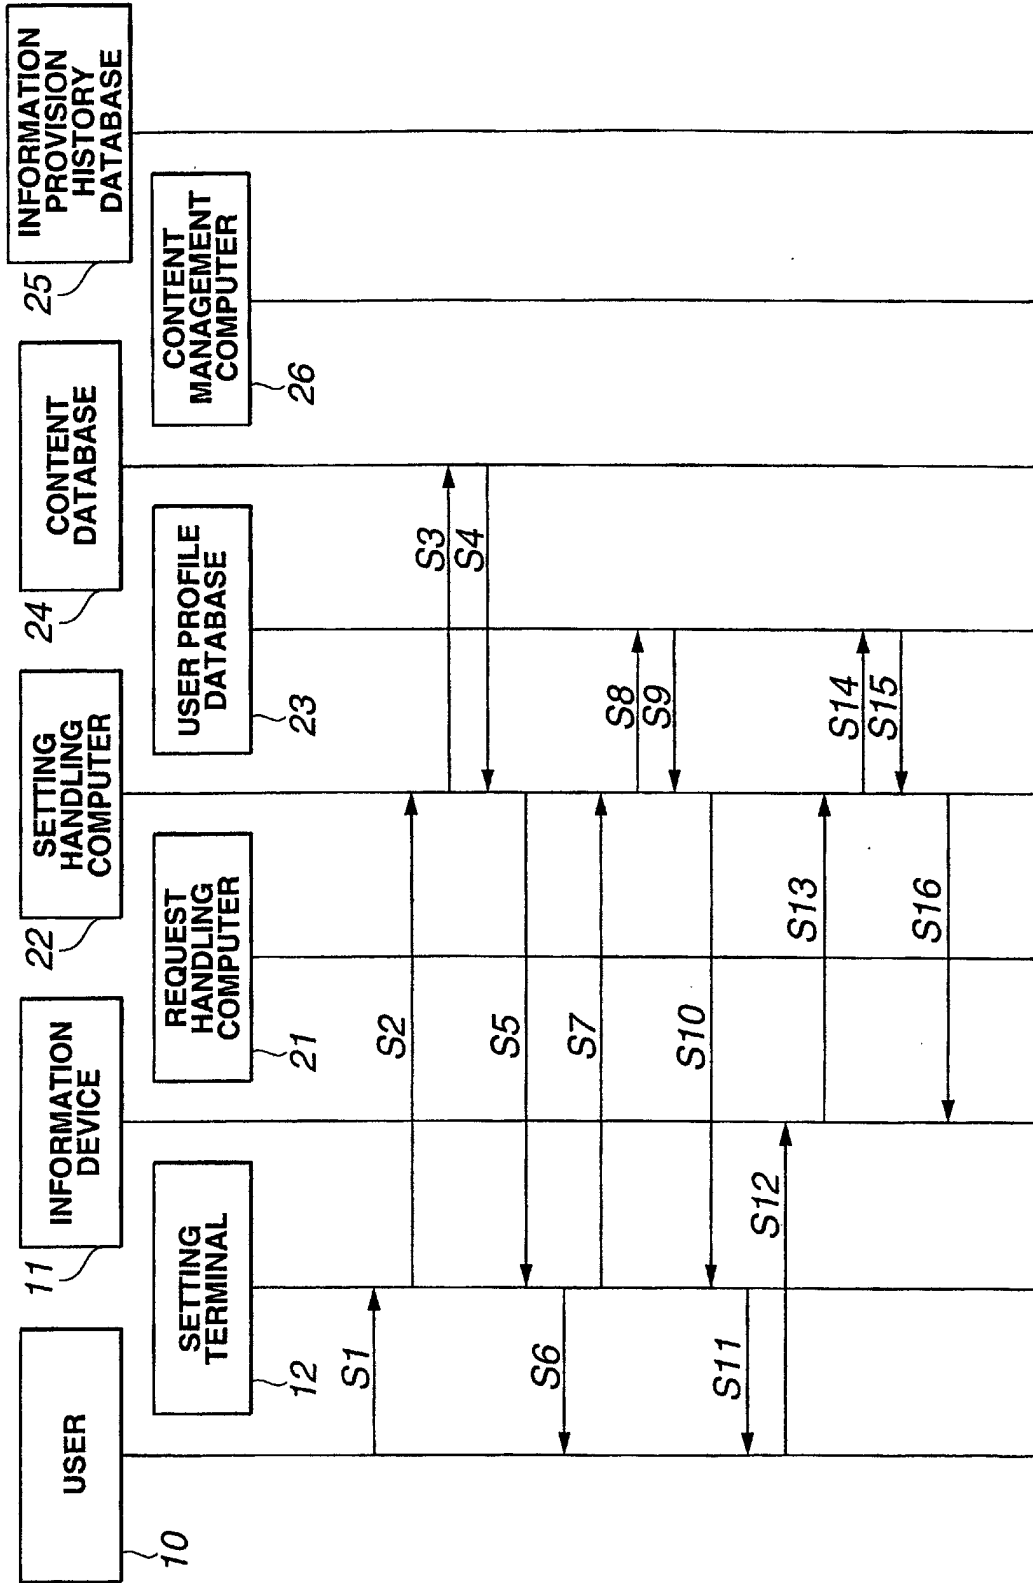 USER
10
SETTING
TERMINAL
12
INFORMATION
DEVICE
11
REQUEST
HANDLING
COMPUTER
21
SETTING
HANDLING
COMPUTER
22
USER PROFILE
DATABASE
23
CONTENT
DATABASE
24
CONTENT
MANAGEMENT
COMPUTER
26
INFORMATION
PROVISION
HISTORY
DATABASE
25
S1
S2
S3
S4
S5
S6
S7
S8
S9
S10
S11
S12
S13
S14
S15
S16